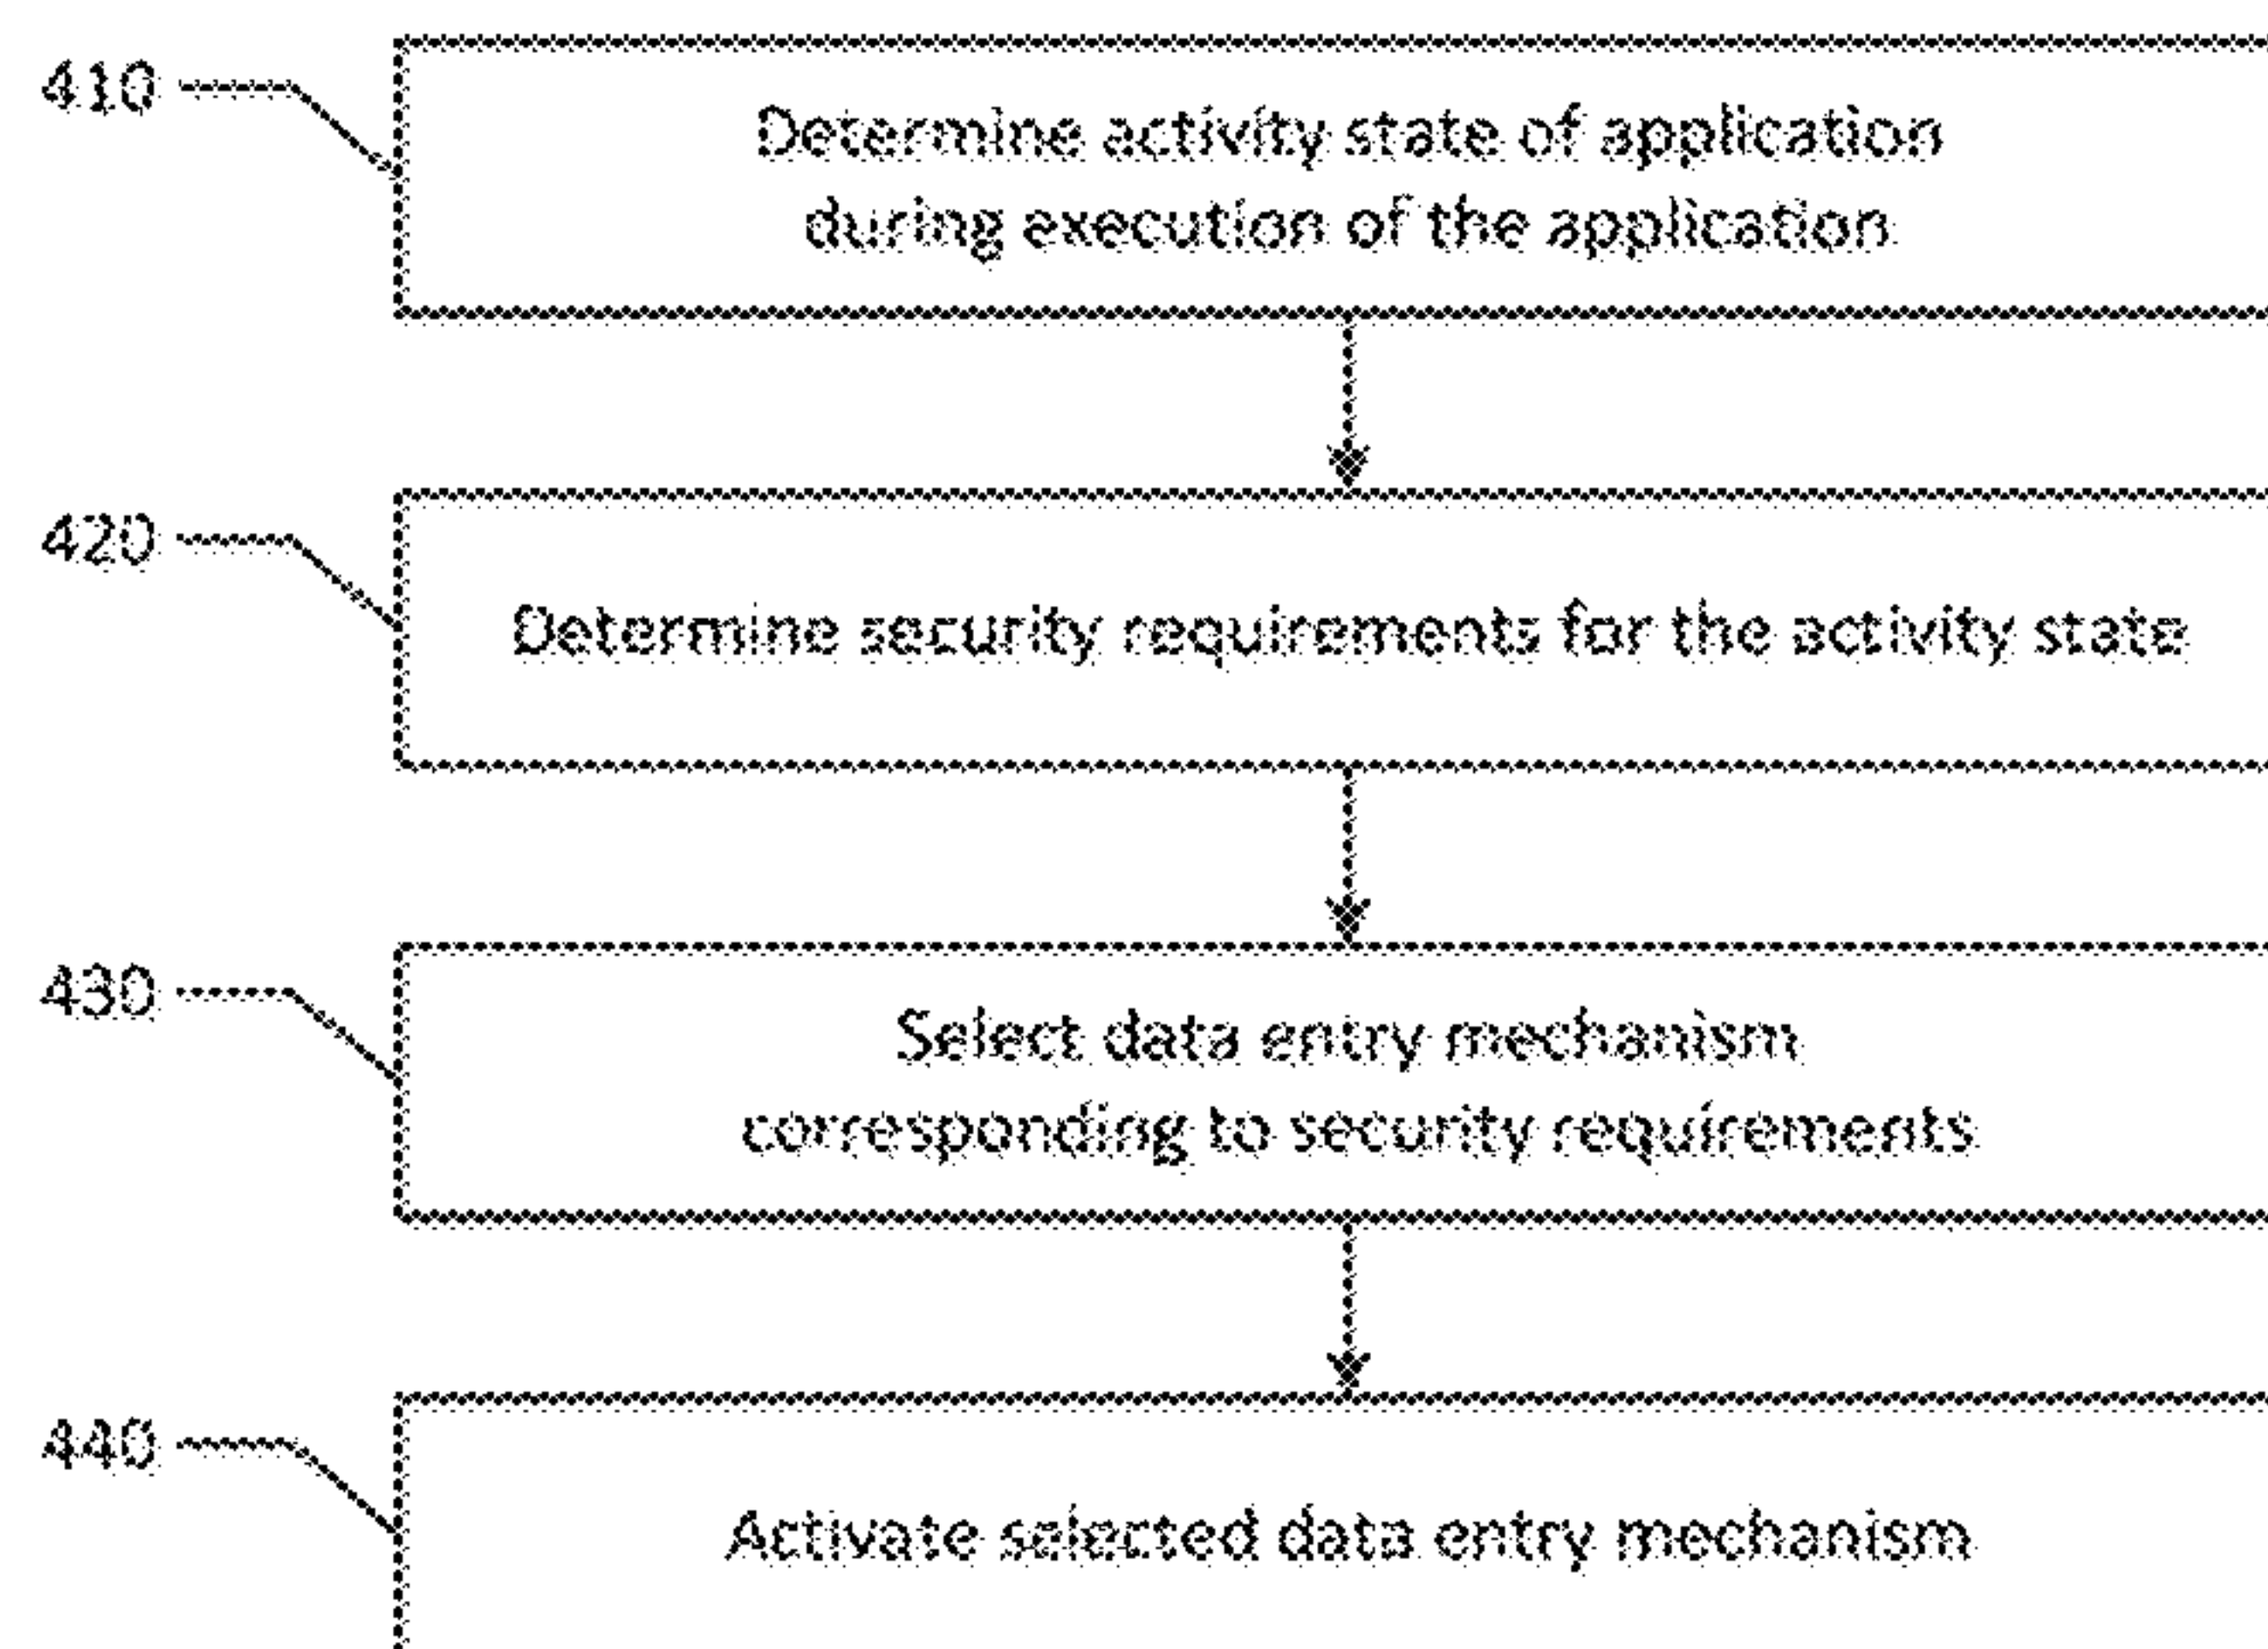 410
Determine activity state of application
during execution of the application
420
Determine security requirements for the activity state
430
Select data entry mechanism
corresponding to security requirements
440
Activate selected data entry mechanism